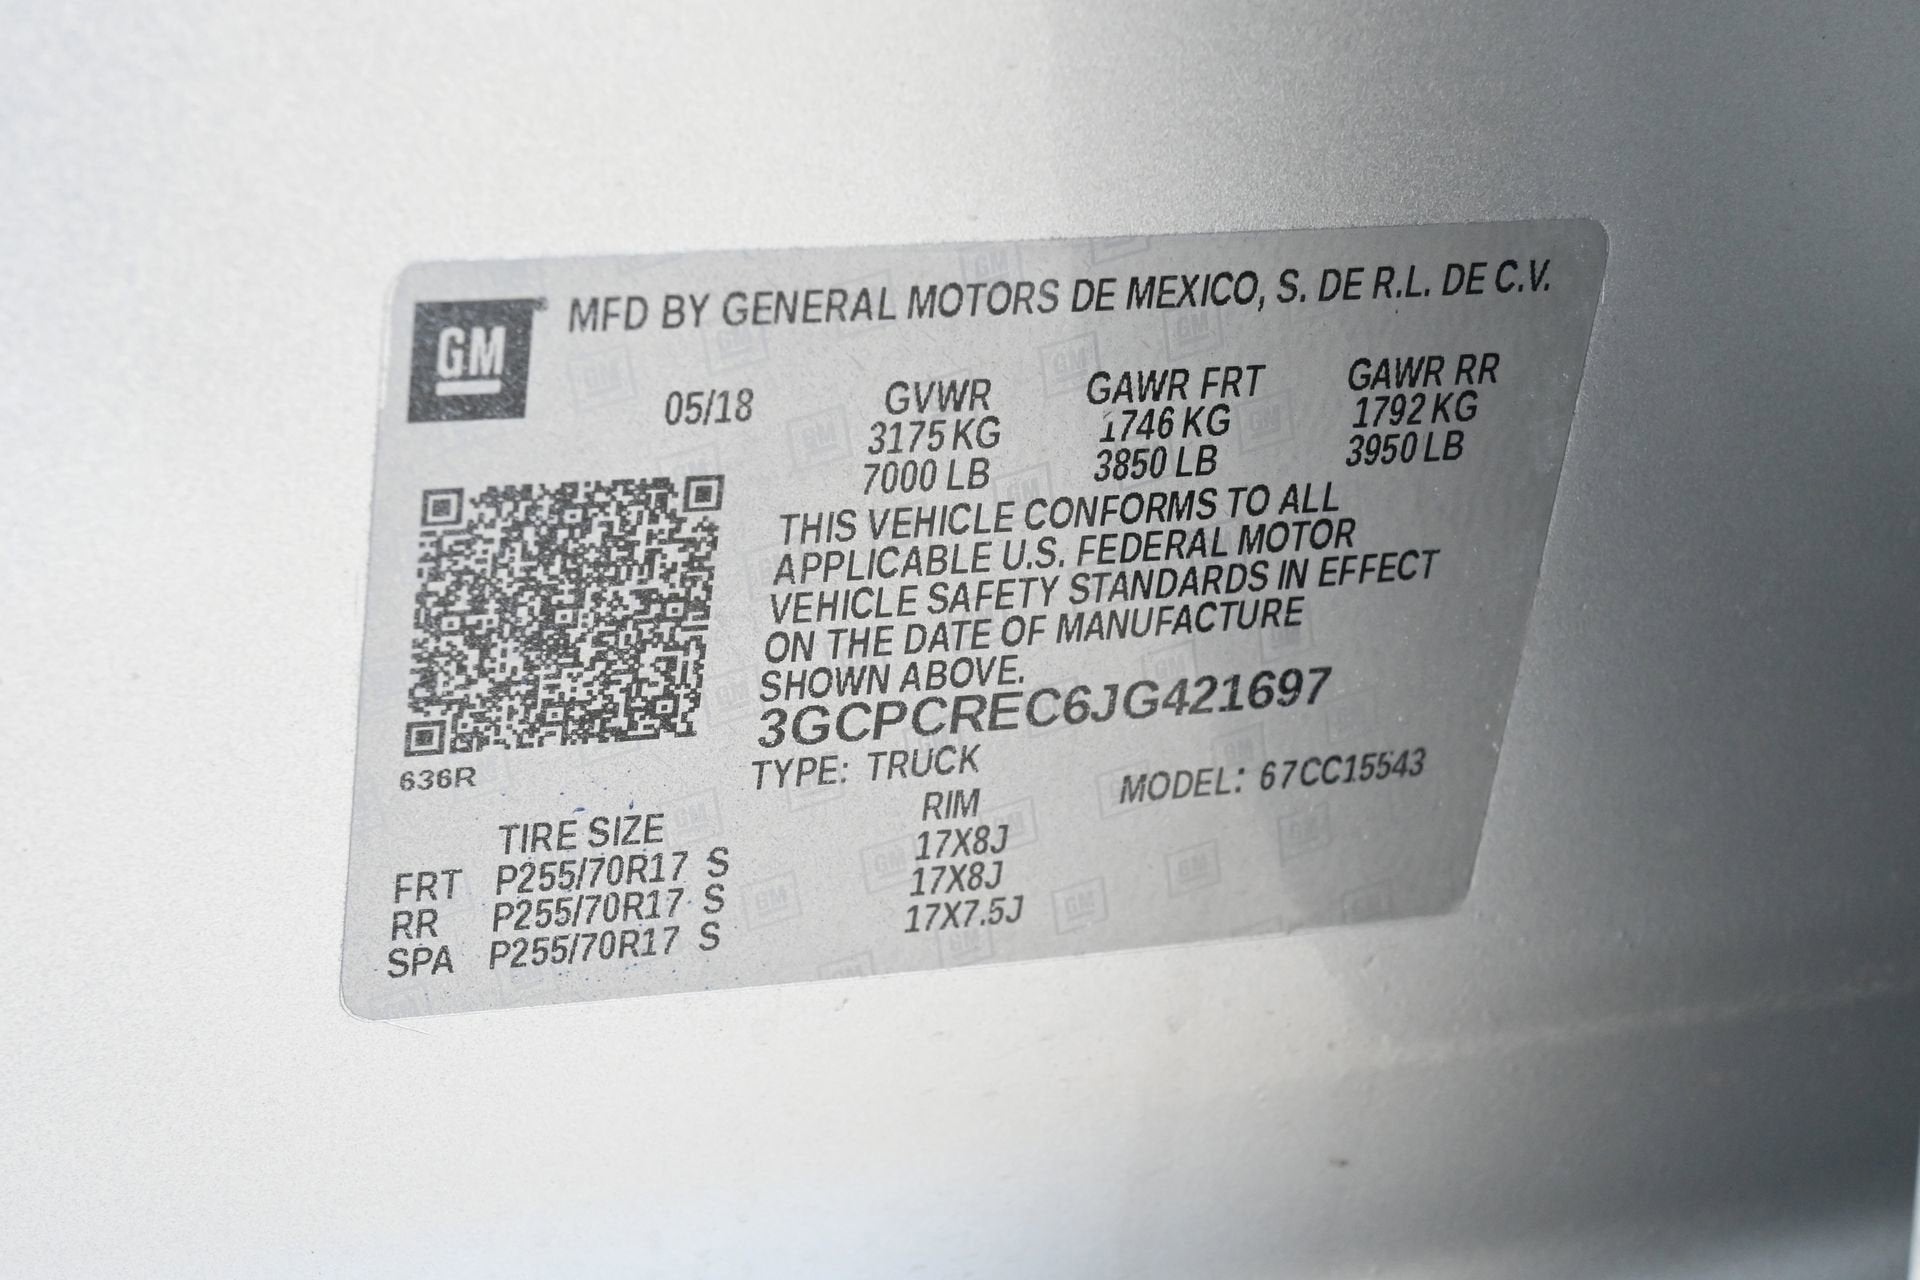 GM
MFD BY GENERAL MOTORS DE MEXICO, S. DE R.L. DE C.V.
05/18 GVWR GAWR FRT GAWR RR
3175 KG 1746 KG 1792 KG
7000 LB 3850 LB 3950 LB
THIS VEHICLE CONFORMS TO ALL
APPLICABLE U.S. FEDERAL MOTOR
VEHICLE SAFETY STANDARDS IN EFFECT
ON THE DATE OF MANUFACTURE
SHOWN ABOVE.
3GCPCREC6JG421697
636R
TYPE: TRUCK MODEL: 67CC15543
TIRE SIZE RIM
FRT P255/70R17 S 17X8J
RR P255/70R17 S 17X8J
SPA P255/70R17 S 17X7.5J